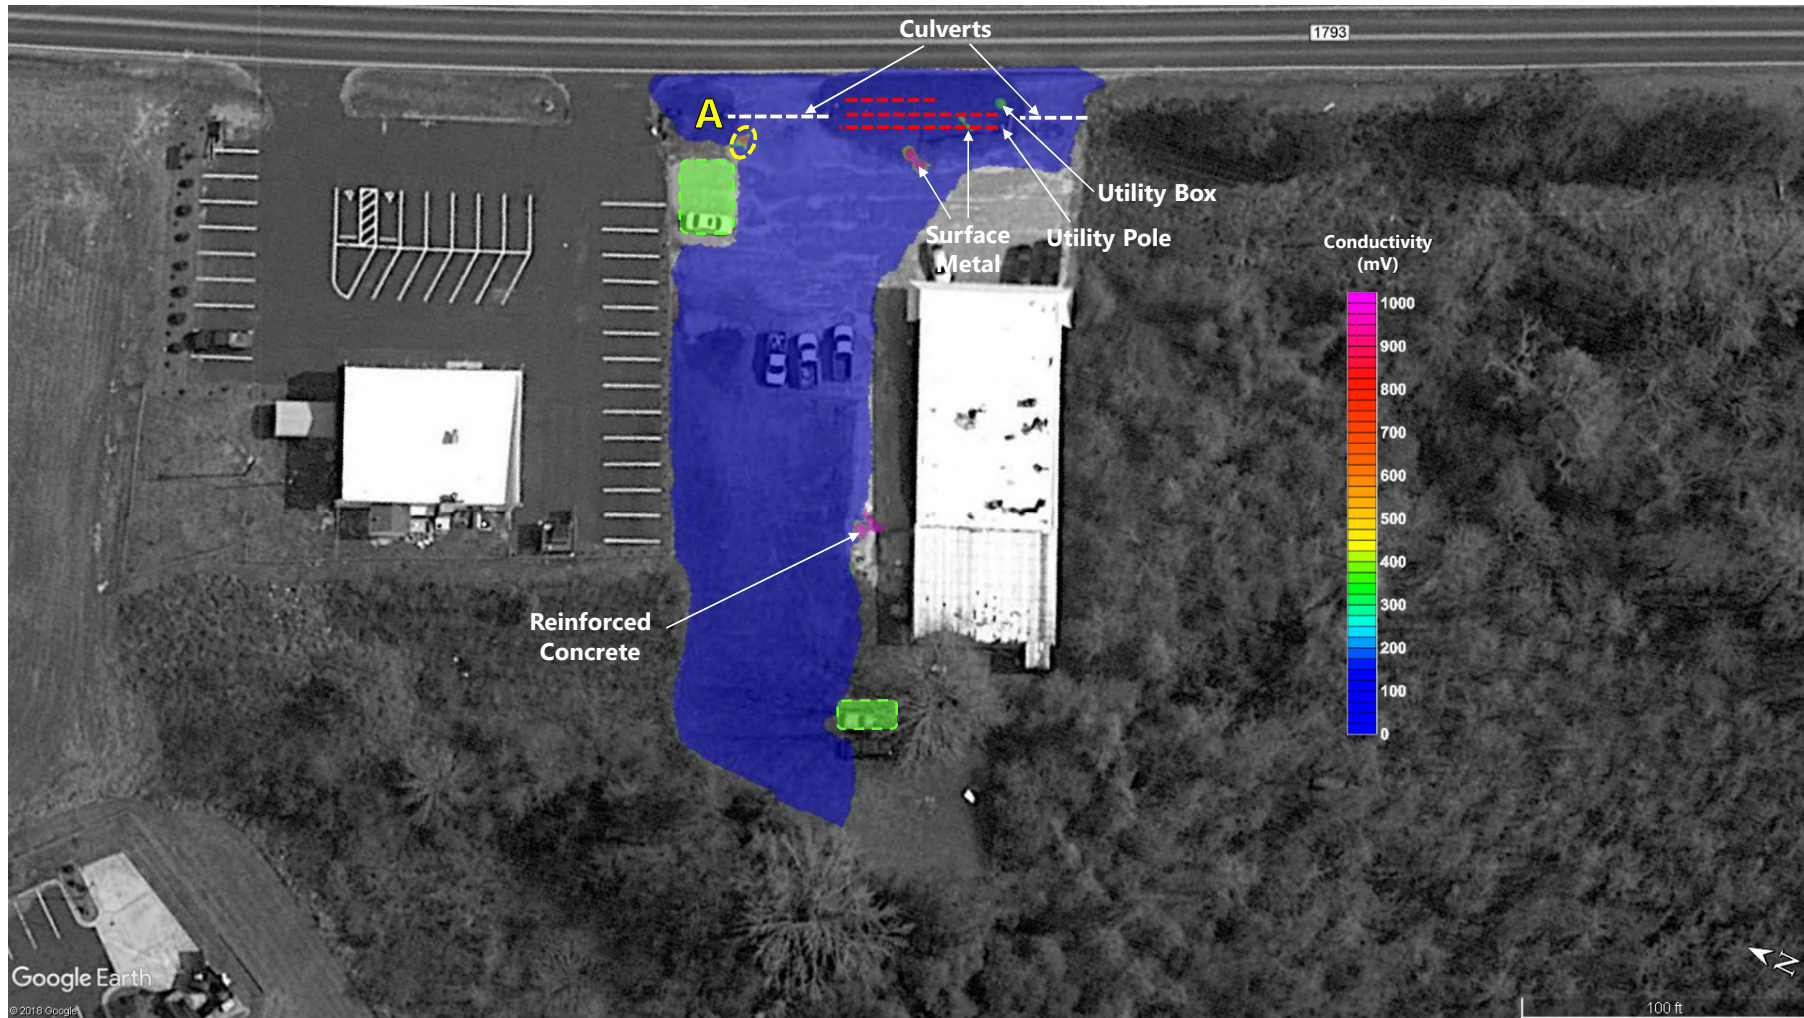 Culverts
1793
A
Utility Box
Surface
Metal
Utility Pole
Conductivity
(mV)
1000
900
800
700
600
500
400
300
200
100
0
Reinforced
Concrete
Google Earth
© 2018 Google
N
100 ft